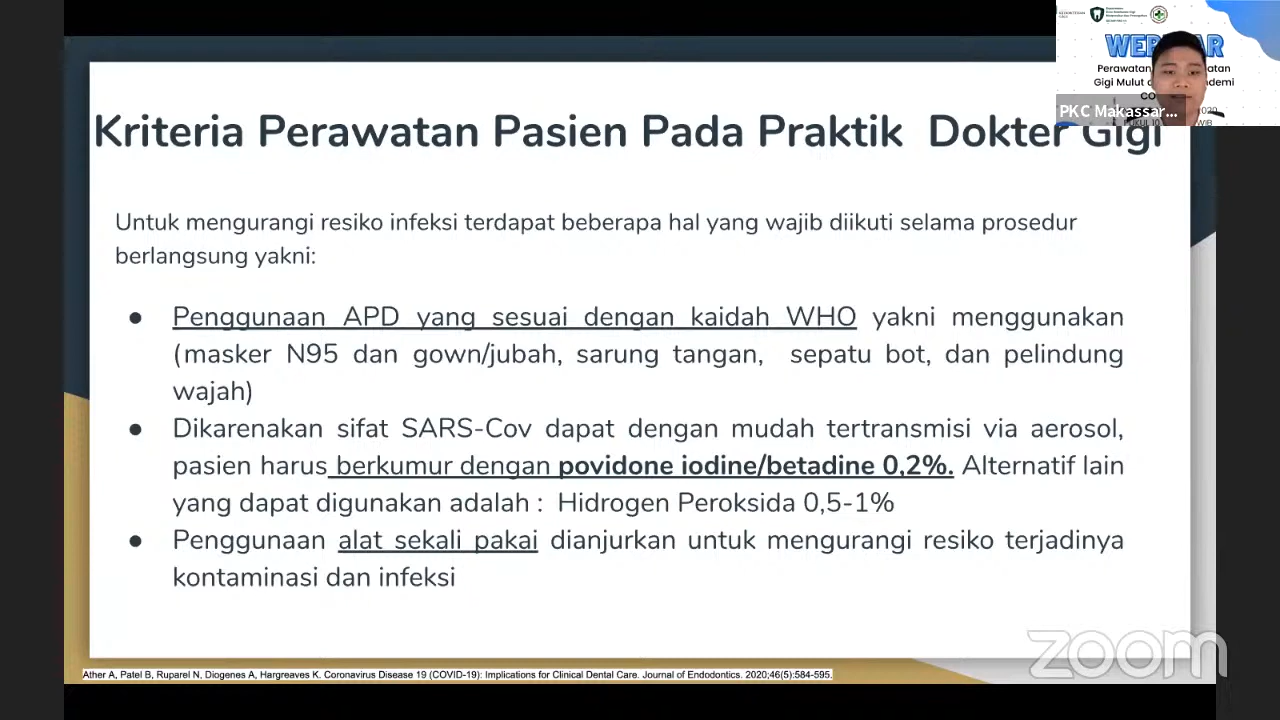 WEB AR
Perawatan atan
Gigi Mulut demi
CO
PKC Makassar...
Kriteria Perawatan Pasien Pada Praktik Dokter Gigi
Untuk mengurangi resiko infeksi terdapat beberapa hal yang wajib diikuti selama prosedur
berlangsung yakni:
● Penggunaan APD yang sesuai dengan kaidah WHO yakni menggunakan
(masker N95 dan gown/jubah, sarung tangan, sepatu bot, dan pelindung
wajah)
● Dikarenakan sifat SARS-Cov dapat dengan mudah tertransmisi via aerosol,
pasien harus berkumur dengan povidone iodine/betadine 0,2%. Alternatif lain
yang dapat digunakan adalah : Hidrogen Peroksida 0,5-1%
● Penggunaan alat sekali pakai dianjurkan untuk mengurangi resiko terjadinya
kontaminasi dan infeksi
zoom
Ather A, Patel B, Ruparel N, Diogenes A, Hargreaves K. Coronavirus Disease 19 (COVID-19): Implications for Clinical Dental Care. Journal of Endodontics. 2020;46(5):584-595.